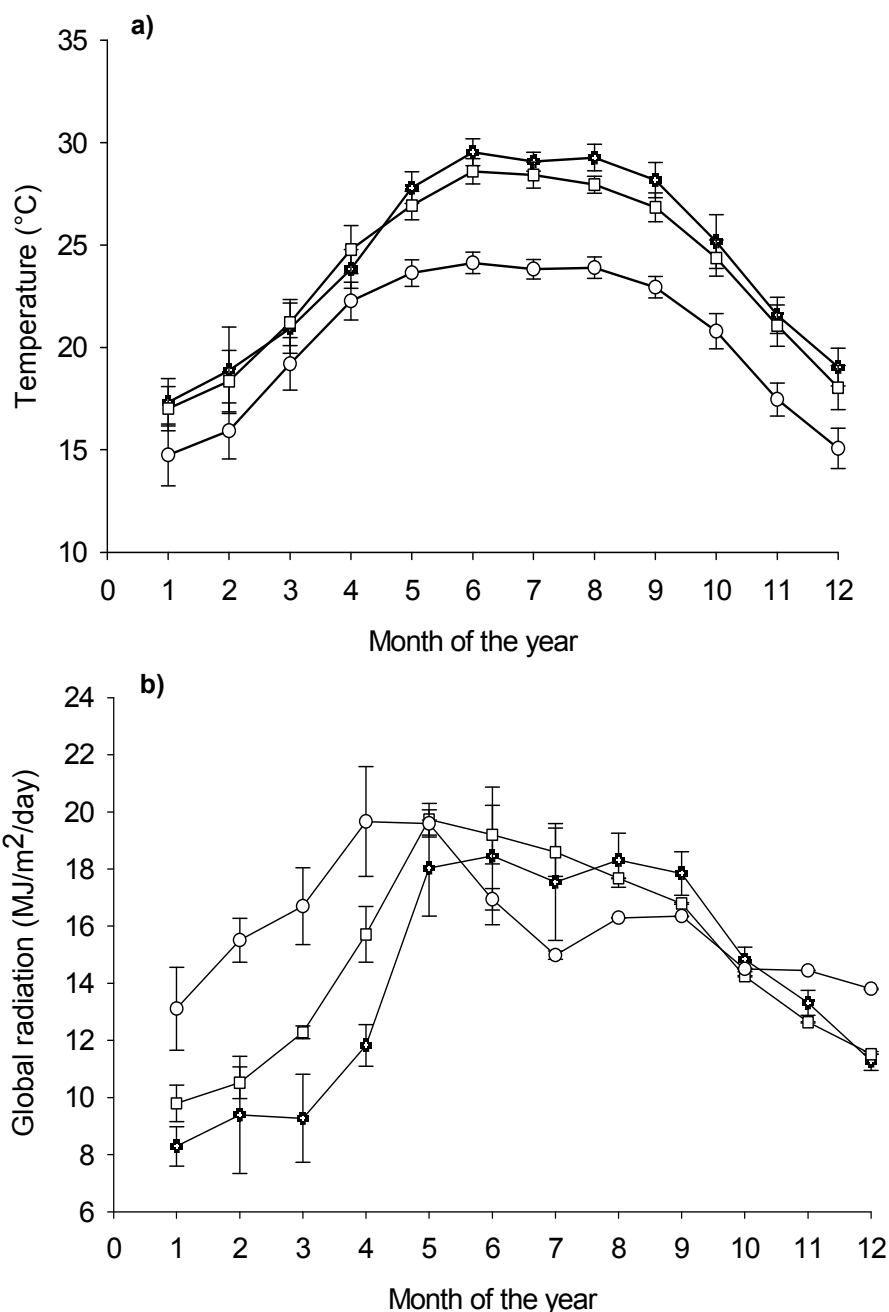 a)
35
30
25
20
15
10
Temperature (°C)
0 1 2 3 4 5 6 7 8 9 10 11 12
Month of the year
b)
24
22
20
18
16
14
12
10
8
6
Global radiation (MJ/m²/day)
0 1 2 3 4 5 6 7 8 9 10 11 12
Month of the year